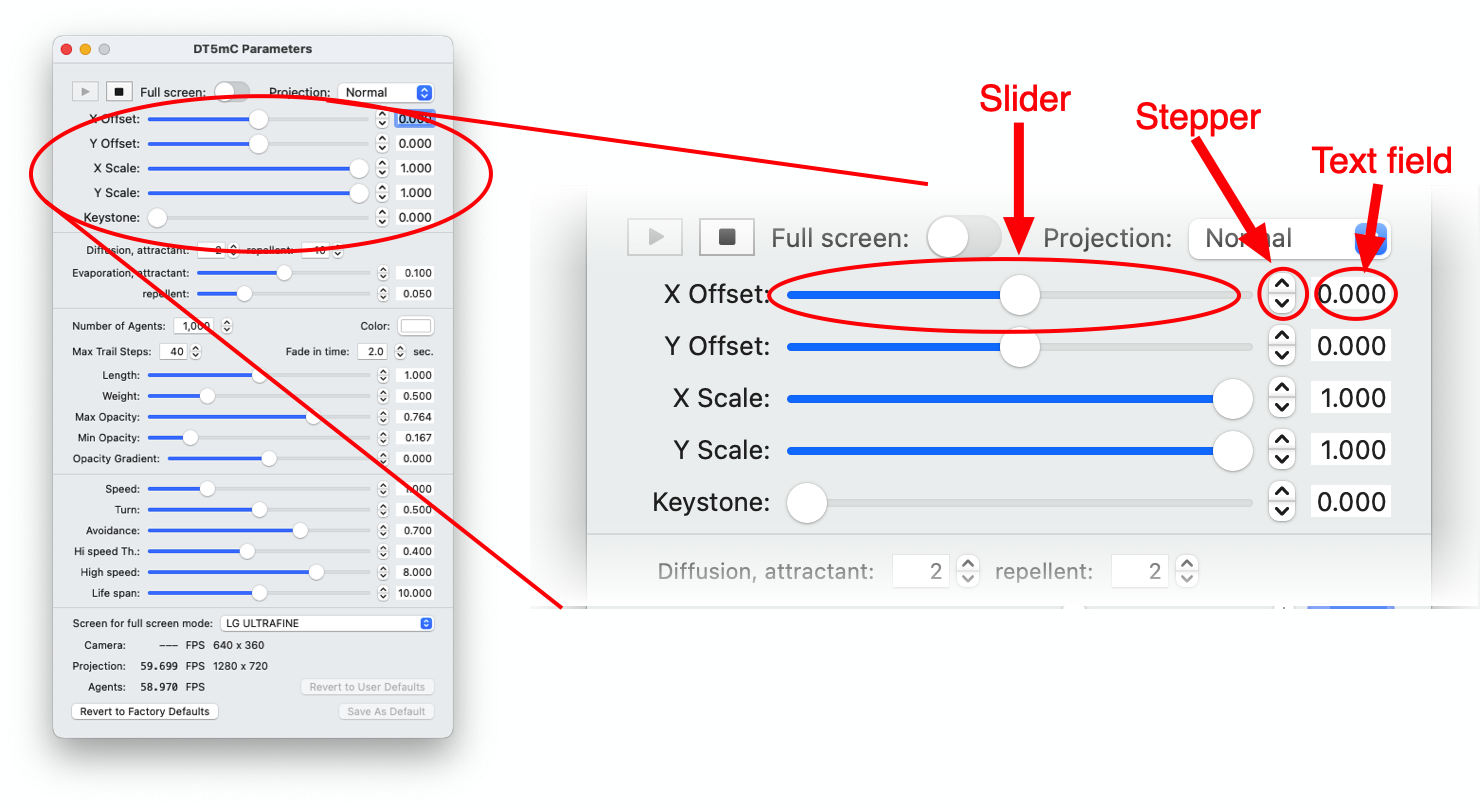 DT5mC Parameters
Full screen: Projection: Normal
X Offset: 0.000
Y Offset: 0.000
X Scale: 1.000
Y Scale: 1.000
Keystone: 0.000
Diffusion, attractant: 2 repellent: 10
Evaporation, attractant: 0.100
repellent: 0.050
Number of Agents: 1,000 Color:
Max Trail Steps: 40 Fade in time: 2.0 sec.
Length: 1.000
Weight: 0.500
Max Opacity: 0.764
Min Opacity: 0.167
Opacity Gradient: 0.000
Speed: 1.000
Turn: 0.500
Avoidance: 0.700
Hi speed Th.: 0.400
High speed: 8.000
Life span: 10.000
Screen for full screen mode: LG ULTRAFINE
Camera: --- FPS 640 x 360
Projection: 59.699 FPS 1280 x 720
Agents: 58.970 FPS Revert to User Defaults
Revert to Factory Defaults Save As Default
Slider
Stepper
Text field
Full screen: Projection: Normal
X Offset: 0.000
Y Offset: 0.000
X Scale: 1.000
Y Scale: 1.000
Keystone: 0.000
Diffusion, attractant: 2 repellent: 2